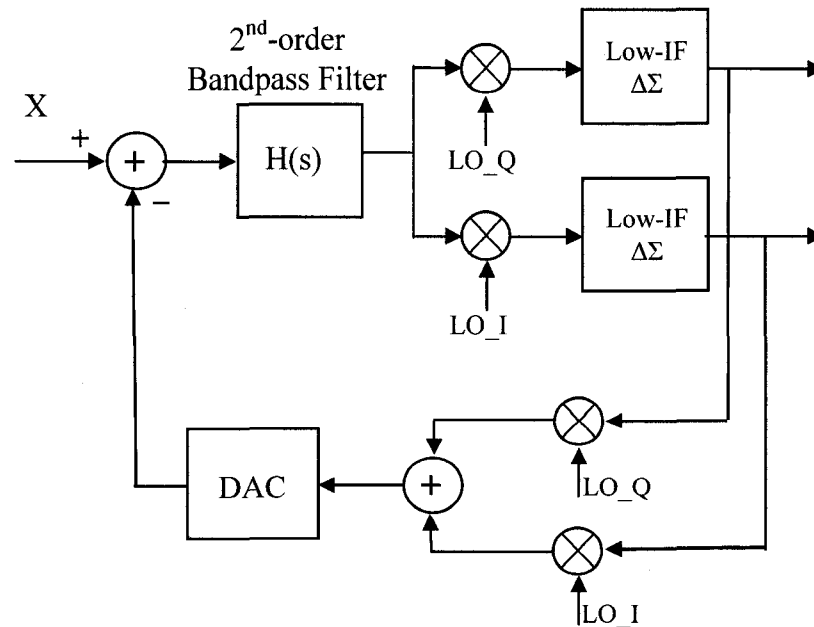 2nd-order
Bandpass Filter
X
+
+
−
H(s)
LO_Q
Low-IF
ΔΣ
LO_I
Low-IF
ΔΣ
DAC
+
LO_Q
LO_I